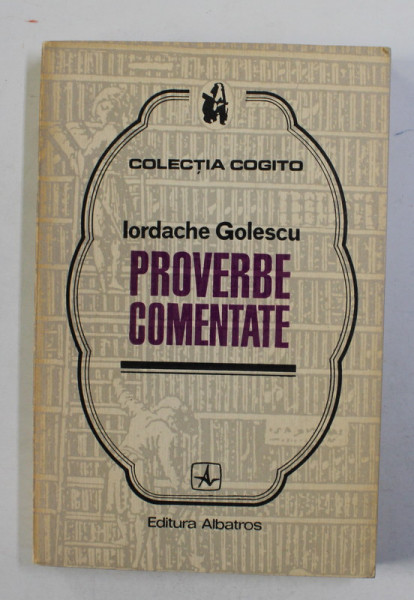 COLECȚIA COGITO
Iordache Golescu
PROVERBE
COMENTATE
Editura Albatros